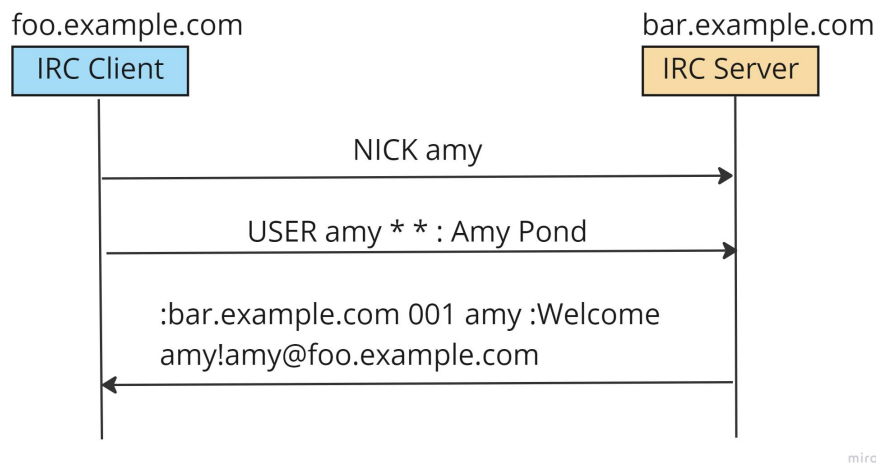 foo.example.com
bar.example.com
IRC Client
IRC Server
NICK amy
USER amy * * : Amy Pond
:bar.example.com 001 amy :Welcome
amy!amy@foo.example.com
miro